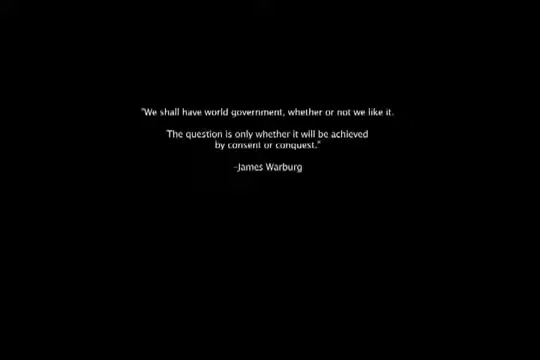 "We shall have world government, whether or not we like it.
The question is only whether it will be achieved
by consent or conquest."
-James Warburg